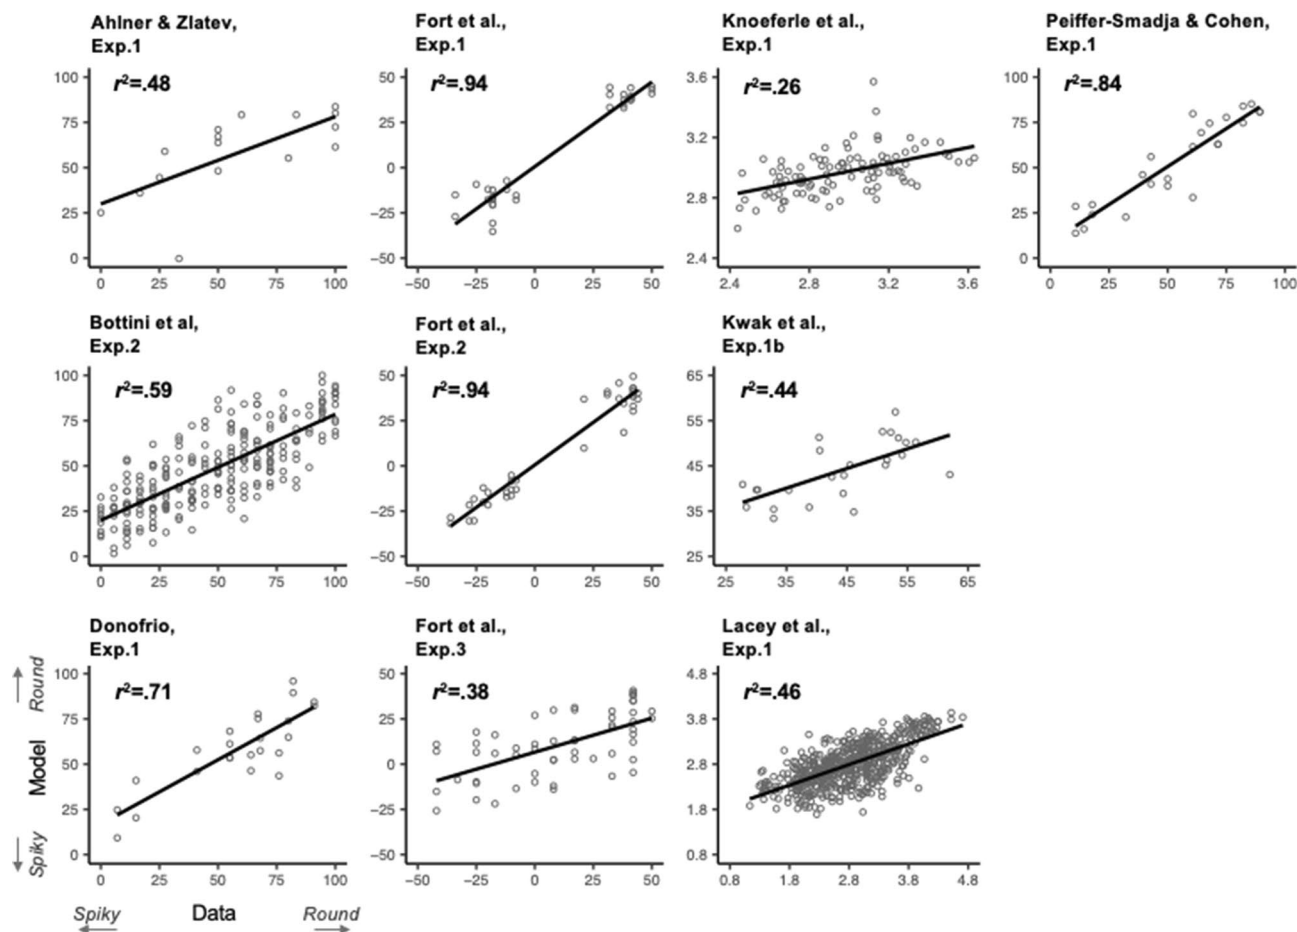 Ahlner & Zlatev,
Exp.1
r²=.48
100
75
50
25
0
0 25 50 75 100
Fort et al.,
Exp.1
r²=.94
50
25
0
−25
−50
−50 −25 0 25 50
Knoeferle et al.,
Exp.1
r²=.26
3.6
3.2
2.8
2.4
2.4 2.8 3.2 3.6
Peiffer-Smadja & Cohen,
Exp.1
r²=.84
100
75
50
25
0
0 25 50 75 100
Bottini et al,
Exp.2
r²=.59
100
75
50
25
0
0 25 50 75 100
Fort et al.,
Exp.2
r²=.94
50
25
0
−25
−50
−50 −25 0 25 50
Kwak et al.,
Exp.1b
r²=.44
65
55
45
35
25
25 35 45 55 65
Donofrio,
Exp.1
r²=.71
100
75
50
25
0
0 25 50 75 100
Round
Model
Spiky
Spiky Data Round
Fort et al.,
Exp.3
r²=.38
50
25
0
−25
−50
−50 −25 0 25 50
Lacey et al.,
Exp.1
r²=.46
4.8
3.8
2.8
1.8
0.8
0.8 1.8 2.8 3.8 4.8